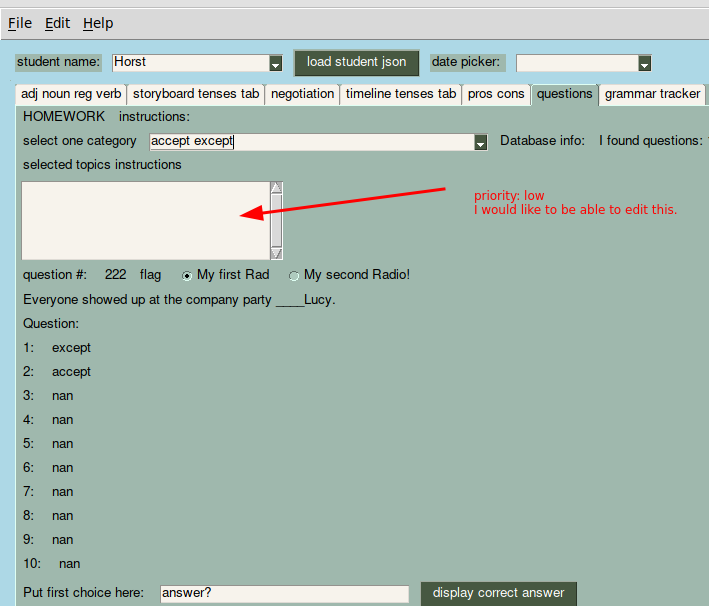 File Edit Help
student name: Horst load student json date picker:
adj noun reg verb storyboard tenses tab negotiation timeline tenses tab pros cons questions grammar tracker
HOMEWORK instructions:
select one category accept except Database info: I found questions:
selected topics instructions
priority: low
I would like to be able to edit this.
question #: 222 flag My first Rad My second Radio!
Everyone showed up at the company party ____Lucy.
Question:
1: except
2: accept
3: nan
4: nan
5: nan
6: nan
7: nan
8: nan
9: nan
10: nan
Put first choice here: answer? display correct answer